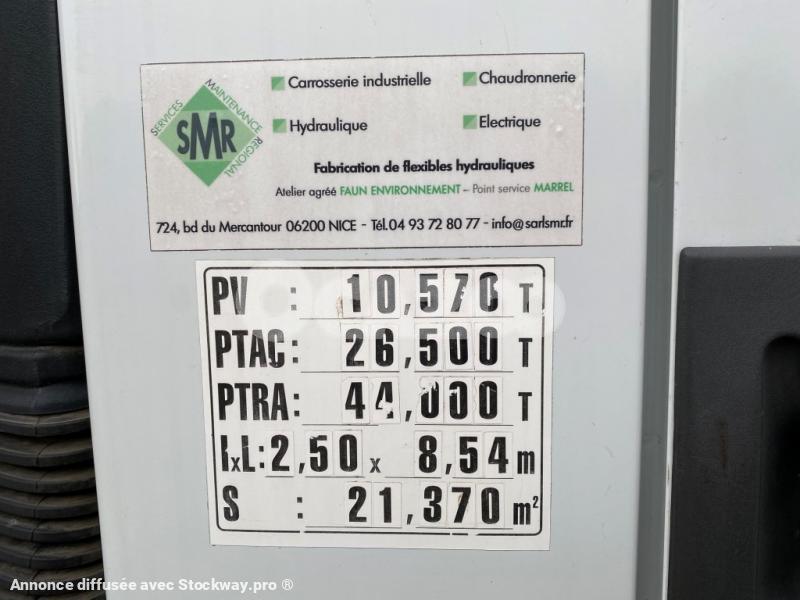 SERVICES MAINTENANCE REGIONAL
SMR
Carrosserie industrielle
Chaudronnerie
Hydraulique
Electrique
Fabrication de flexibles hydrauliques
Atelier agréé FAUN ENVIRONNEMENT – Point service MARREL
724, bd du Mercantour 06200 NICE - Tél.04 93 72 80 77 - info@sarlsmr.fr
PV : 10,570 T
PTAC: 26,500 T
PTRA: 44,000 T
lxL: 2,50 x 8,54 m
S : 21,370 m²
Annonce diffusée avec Stockway.pro ®